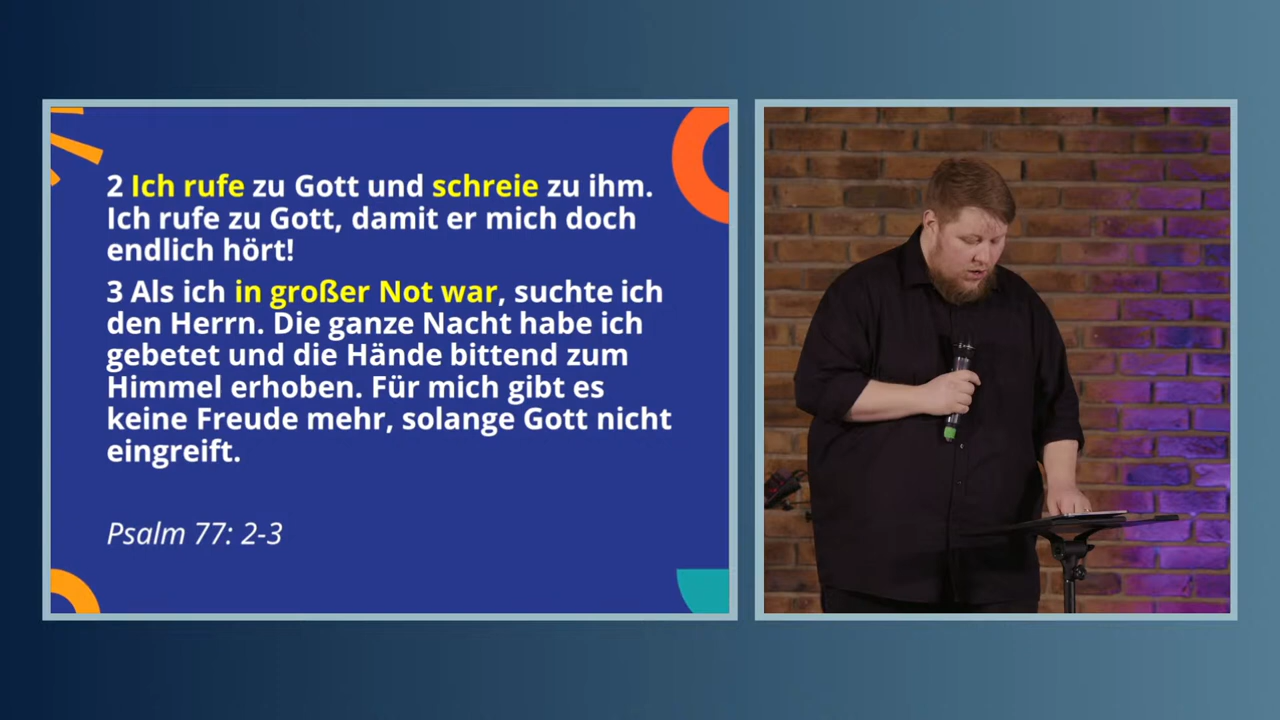 2 Ich rufe zu Gott und schreie zu ihm.
Ich rufe zu Gott, damit er mich doch
endlich hört!
3 Als ich in großer Not war, suchte ich
den Herrn. Die ganze Nacht habe ich
gebetet und die Hände bittend zum
Himmel erhoben. Für mich gibt es
keine Freude mehr, solange Gott nicht
eingreift.
Psalm 77: 2-3